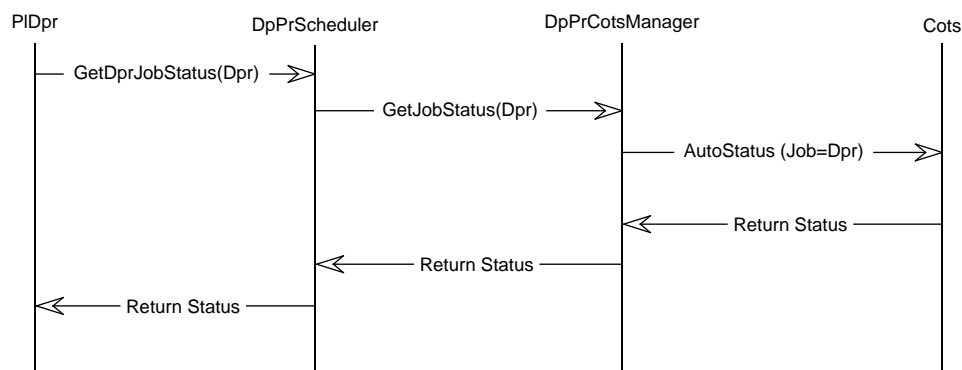 PlDpr
DpPrScheduler
DpPrCotsManager
Cots
GetDprJobStatus(Dpr)
GetJobStatus(Dpr)
AutoStatus (Job=Dpr)
Return Status
Return Status
Return Status